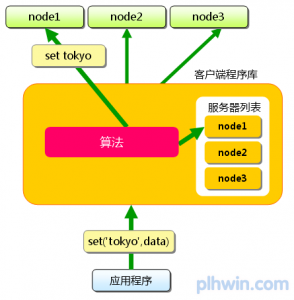 node1
node2
node3
set tokyo
客户端程序库
服务器列表
算法
node1
node2
node3
set('tokyo',data)
应用程序
plhwin.com